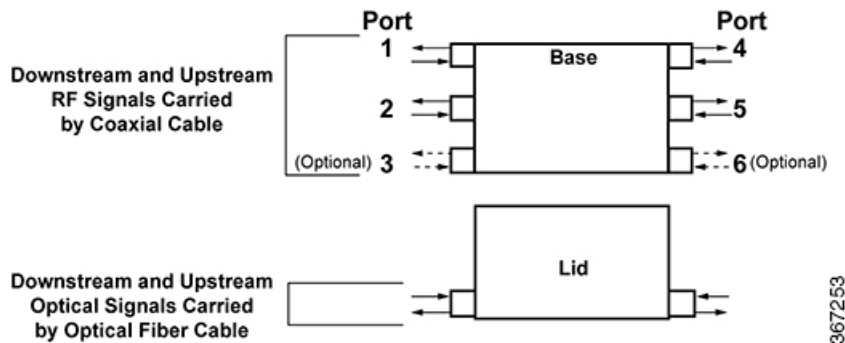 Port
Port
1
Base
4
Downstream and Upstream
RF Signals Carried
by Coaxial Cable
2
5
(Optional) 3
6 (Optional)
Lid
Downstream and Upstream
Optical Signals Carried
by Optical Fiber Cable
367253